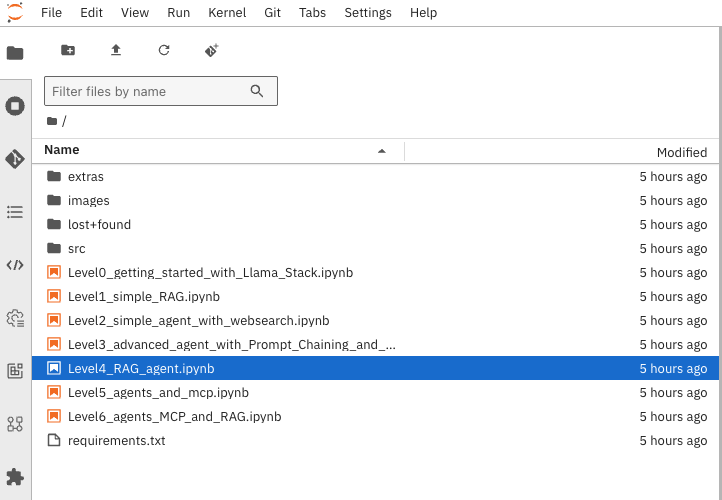 File Edit View Run Kernel Git Tabs Settings Help
Filter files by name
/
Name Modified
extras 5 hours ago
images 5 hours ago
lost+found 5 hours ago
src 5 hours ago
Level0_getting_started_with_Llama_Stack.ipynb 5 hours ago
Level1_simple_RAG.ipynb 5 hours ago
Level2_simple_agent_with_websearch.ipynb 5 hours ago
Level3_advanced_agent_with_Prompt_Chaining_and_... 5 hours ago
Level4_RAG_agent.ipynb 5 hours ago
Level5_agents_and_mcp.ipynb 5 hours ago
Level6_agents_MCP_and_RAG.ipynb 5 hours ago
requirements.txt 5 hours ago